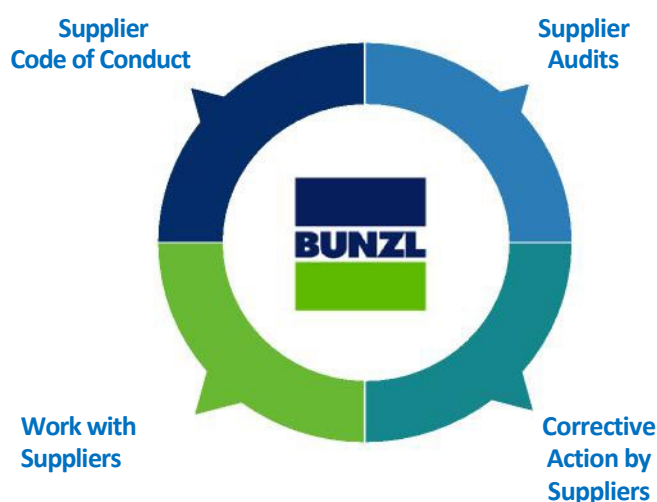 Supplier
Code of Conduct
Supplier
Audits
BUNZL
Work with
Suppliers
Corrective
Action by
Suppliers